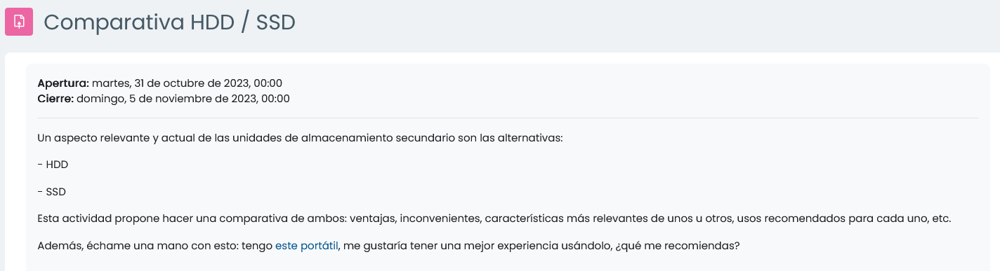 Comparativa HDD / SSD
Apertura: martes, 31 de octubre de 2023, 00:00
Cierre: domingo, 5 de noviembre de 2023, 00:00
Un aspecto relevante y actual de las unidades de almacenamiento secundario son las alternativas:
- HDD
- SSD
Esta actividad propone hacer una comparativa de ambos: ventajas, inconvenientes, características más relevantes de unos u otros, usos recomendados para cada uno, etc.
Además, échame una mano con esto: tengo este portátil, me gustaría tener una mejor experiencia usándolo, ¿qué me recomiendas?